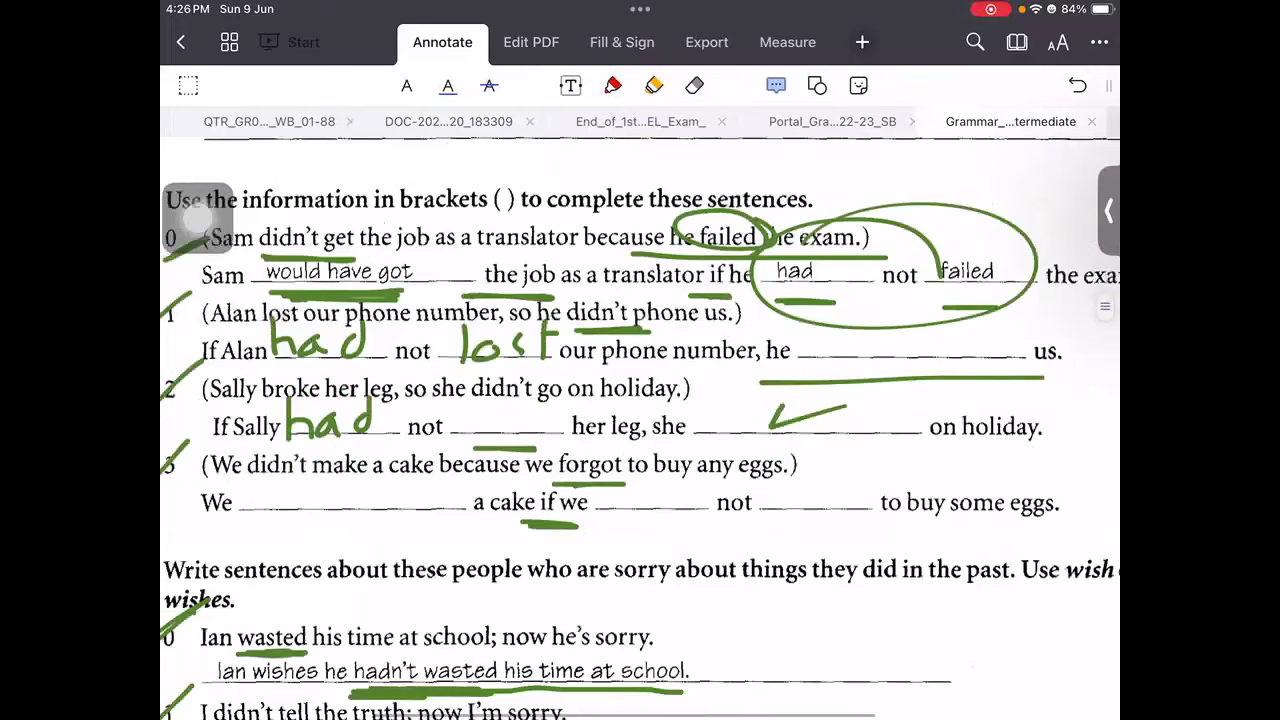 4:26 PM Sun 9 Jun 84%
Start Annotate Edit PDF Fill & Sign Export Measure
QTR_GR0..._WB_01-88 DOC-202...20_183309 End_of_1st...EL_Exam_ Portal_Gra...22-23_SB Grammar_...termediate
Use the information in brackets ( ) to complete these sentences.
0 (Sam didn't get the job as a translator because he failed the exam.)
Sam would have got the job as a translator if he had not failed the exa
1 (Alan lost our phone number, so he didn't phone us.)
If Alan had not lost our phone number, he us.
2 (Sally broke her leg, so she didn't go on holiday.)
If Sally had not her leg, she on holiday.
3 (We didn't make a cake because we forgot to buy any eggs.)
We a cake if we not to buy some eggs.
Write sentences about these people who are sorry about things they did in the past. Use wish
wishes.
0 Ian wasted his time at school; now he's sorry.
Ian wishes he hadn't wasted his time at school.
1 I didn't tell the truth; now I'm sorry.